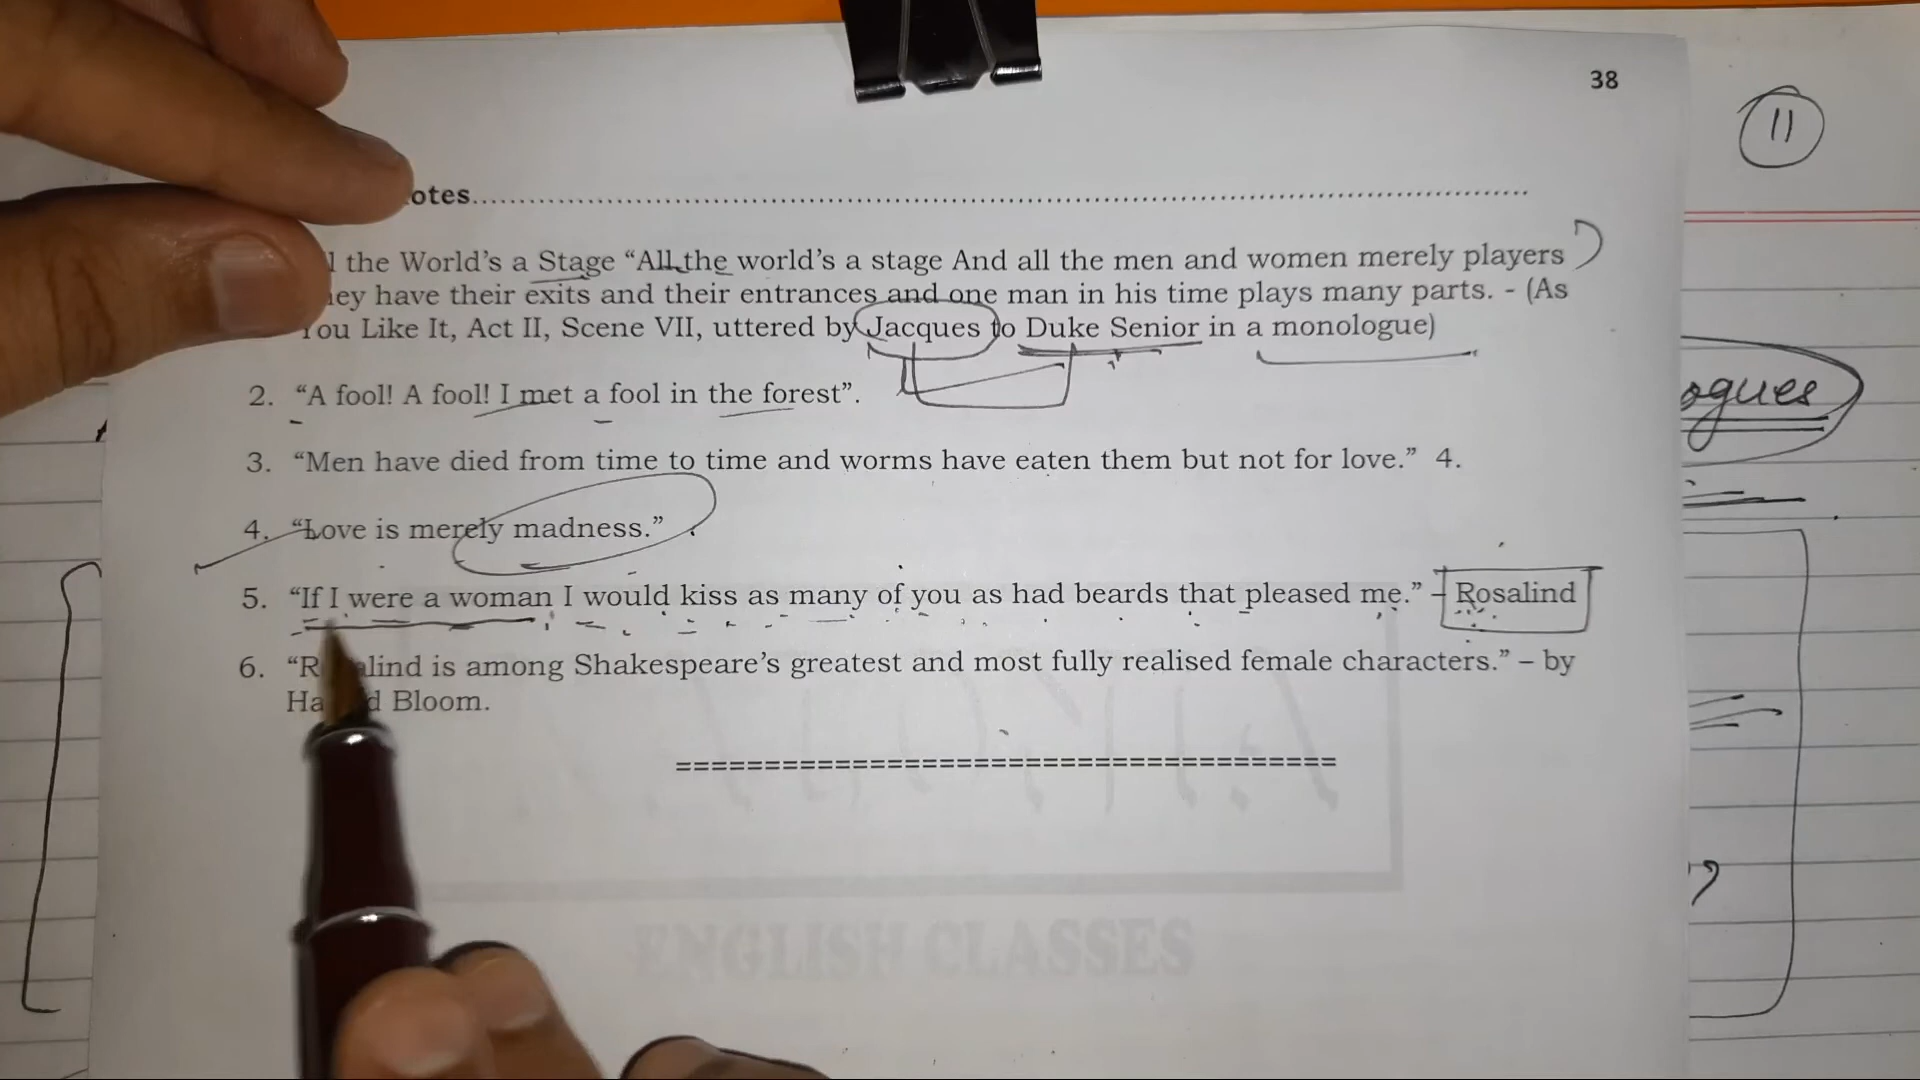 38
11
otes
the World's a Stage “All the world's a stage And all the men and women merely players
have their exits and their entrances and one man in his time plays many parts. - (As
You Like It, Act II, Scene VII, uttered by Jacques to Duke Senior in a monologue)
2. “A fool! A fool! I met a fool in the forest”.
ogues
3. “Men have died from time to time and worms have eaten them but not for love.” 4.
4. “Love is merely madness.”
5. “If I were a woman I would kiss as many of you as had beards that pleased me.” – Rosalind
6. “R alind is among Shakespeare's greatest and most fully realised female characters.” – by
Ha d Bloom.
====================================
ENGLISH CLASSES